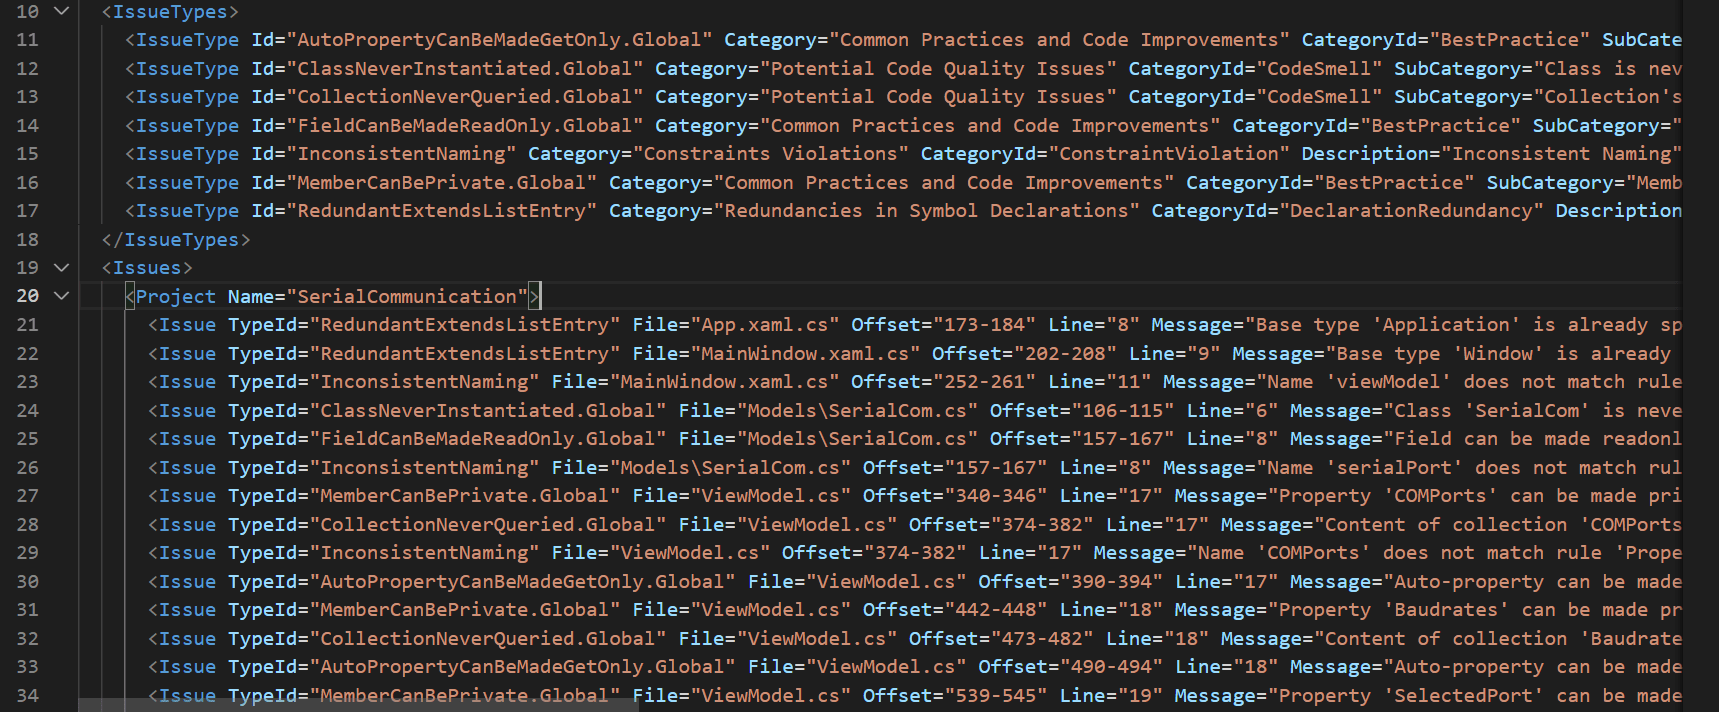 10 <IssueTypes>
11 <IssueType Id="AutoPropertyCanBeMadeGetOnly.Global" Category="Common Practices and Code Improvements" CategoryId="BestPractice" SubCate
12 <IssueType Id="ClassNeverInstantiated.Global" Category="Potential Code Quality Issues" CategoryId="CodeSmell" SubCategory="Class is nev
13 <IssueType Id="CollectionNeverQueried.Global" Category="Potential Code Quality Issues" CategoryId="CodeSmell" SubCategory="Collection's
14 <IssueType Id="FieldCanBeMadeReadOnly.Global" Category="Common Practices and Code Improvements" CategoryId="BestPractice" SubCategory="
15 <IssueType Id="InconsistentNaming" Category="Constraints Violations" CategoryId="ConstraintViolation" Description="Inconsistent Naming"
16 <IssueType Id="MemberCanBePrivate.Global" Category="Common Practices and Code Improvements" CategoryId="BestPractice" SubCategory="Memb
17 <IssueType Id="RedundantExtendsListEntry" Category="Redundancies in Symbol Declarations" CategoryId="DeclarationRedundancy" Description
18 </IssueTypes>
19 <Issues>
20 <Project Name="SerialCommunication">
21 <Issue TypeId="RedundantExtendsListEntry" File="App.xaml.cs" Offset="173-184" Line="8" Message="Base type 'Application' is already sp
22 <Issue TypeId="RedundantExtendsListEntry" File="MainWindow.xaml.cs" Offset="202-208" Line="9" Message="Base type 'Window' is already
23 <Issue TypeId="InconsistentNaming" File="MainWindow.xaml.cs" Offset="252-261" Line="11" Message="Name 'viewModel' does not match rule
24 <Issue TypeId="ClassNeverInstantiated.Global" File="Models\SerialCom.cs" Offset="106-115" Line="6" Message="Class 'SerialCom' is neve
25 <Issue TypeId="FieldCanBeMadeReadOnly.Global" File="Models\SerialCom.cs" Offset="157-167" Line="8" Message="Field can be made readonl
26 <Issue TypeId="InconsistentNaming" File="Models\SerialCom.cs" Offset="157-167" Line="8" Message="Name 'serialPort' does not match rul
27 <Issue TypeId="MemberCanBePrivate.Global" File="ViewModel.cs" Offset="340-346" Line="17" Message="Property 'COMPorts' can be made pri
28 <Issue TypeId="CollectionNeverQueried.Global" File="ViewModel.cs" Offset="374-382" Line="17" Message="Content of collection 'COMPorts
29 <Issue TypeId="InconsistentNaming" File="ViewModel.cs" Offset="374-382" Line="17" Message="Name 'COMPorts' does not match rule 'Prope
30 <Issue TypeId="AutoPropertyCanBeMadeGetOnly.Global" File="ViewModel.cs" Offset="390-394" Line="17" Message="Auto-property can be made
31 <Issue TypeId="MemberCanBePrivate.Global" File="ViewModel.cs" Offset="442-448" Line="18" Message="Property 'Baudrates' can be made pr
32 <Issue TypeId="CollectionNeverQueried.Global" File="ViewModel.cs" Offset="473-482" Line="18" Message="Content of collection 'Baudrate
33 <Issue TypeId="AutoPropertyCanBeMadeGetOnly.Global" File="ViewModel.cs" Offset="490-494" Line="18" Message="Auto-property can be made
34 <Issue TypeId="MemberCanBePrivate.Global" File="ViewModel.cs" Offset="539-545" Line="19" Message="Property 'SelectedPort' can be made